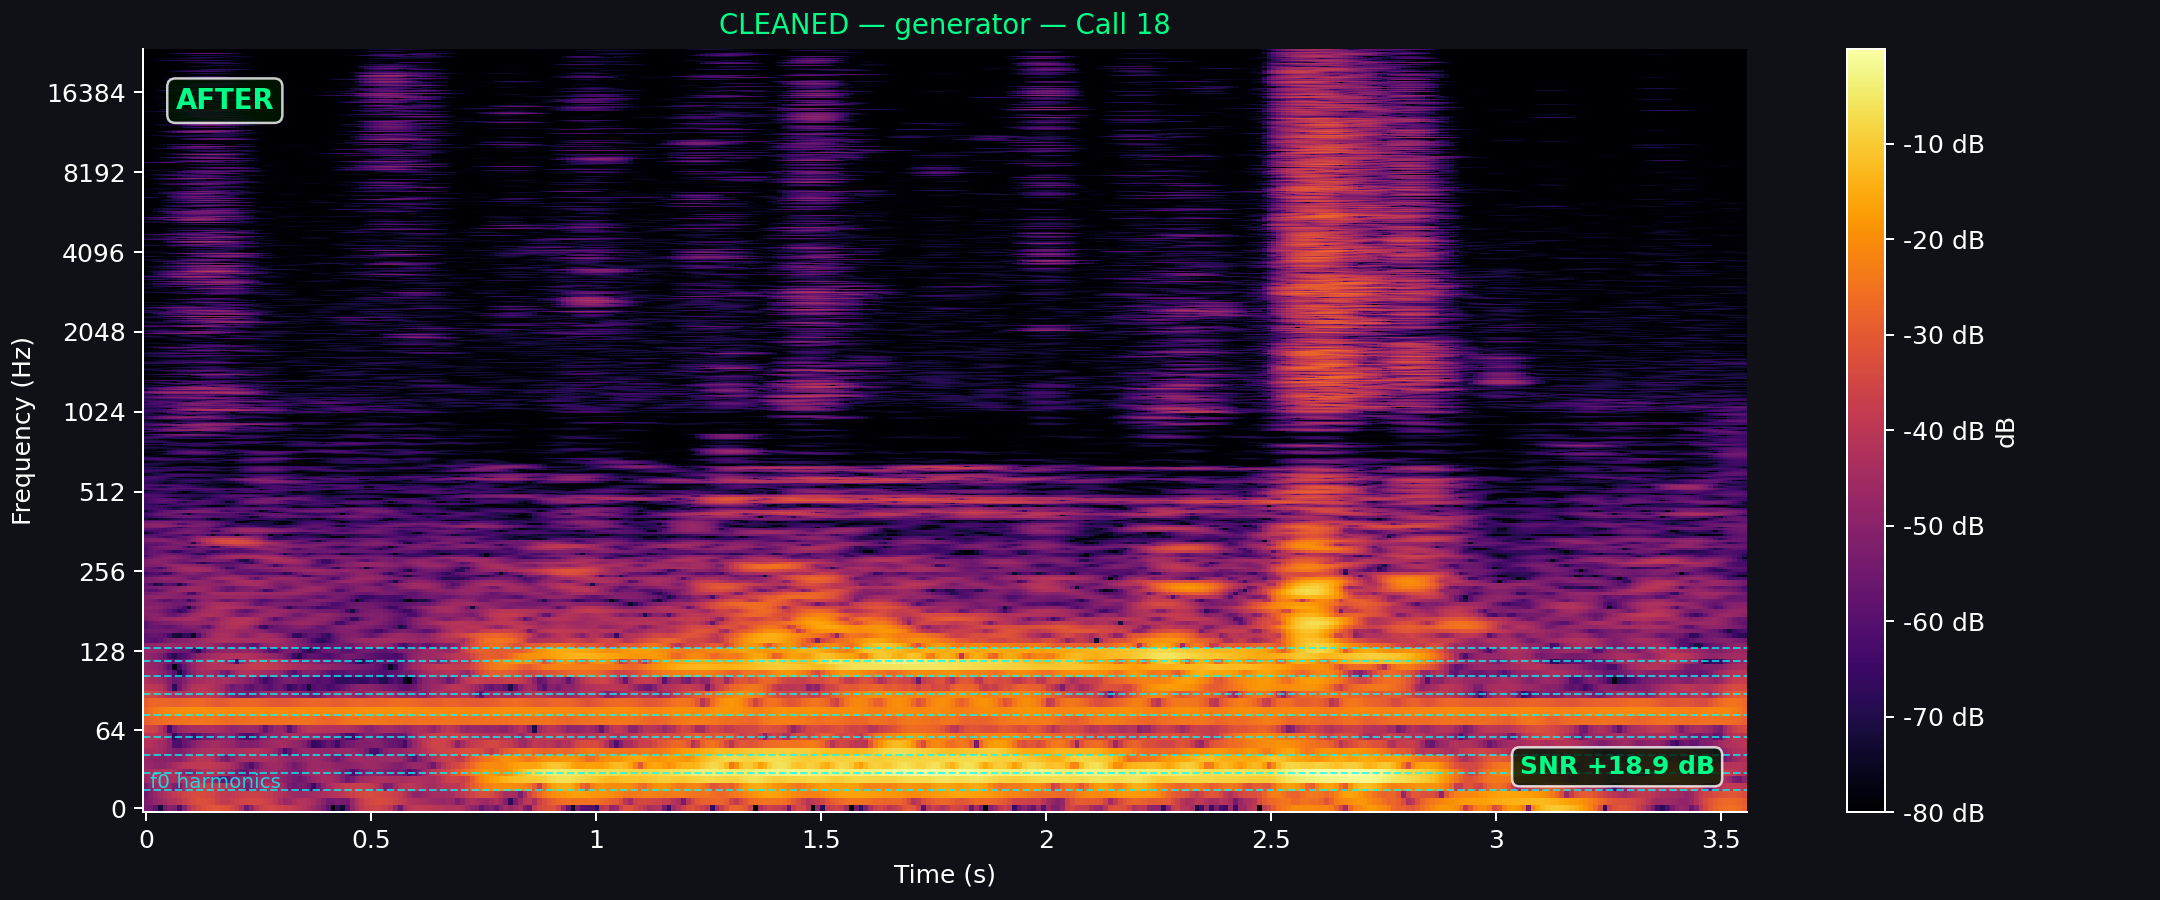 CLEANED — generator — Call 18
AFTER
Frequency (Hz)
16384
8192
4096
2048
1024
512
256
128
64
0
f0 harmonics
SNR +18.9 dB
0
0.5
1
1.5
2
2.5
3
3.5
Time (s)
-10 dB
-20 dB
-30 dB
-40 dB
-50 dB
-60 dB
-70 dB
-80 dB
dB